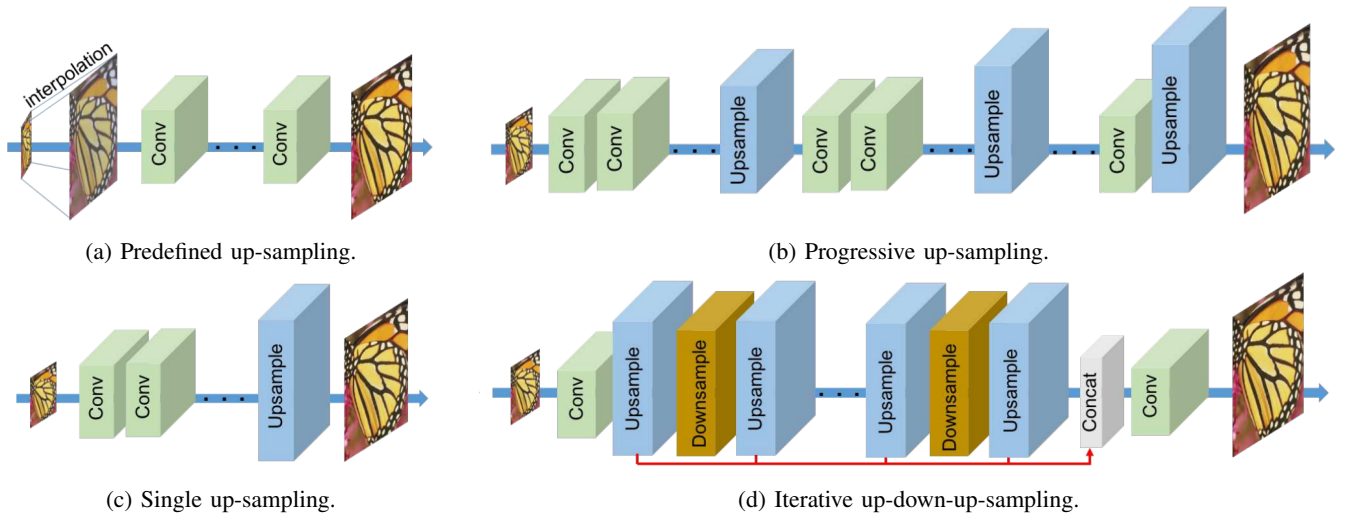 interpolation
Conv
. . .
Conv
(a) Predefined up-sampling.
Conv
Conv
. . .
Upsample
Conv
Conv
. . .
Upsample
. . .
Conv
Upsample
(b) Progressive up-sampling.
Conv
Conv
. . .
Upsample
(c) Single up-sampling.
Conv
Upsample
Downsample
Upsample
. . .
Upsample
Downsample
Upsample
Concat
Conv
(d) Iterative up-down-up-sampling.